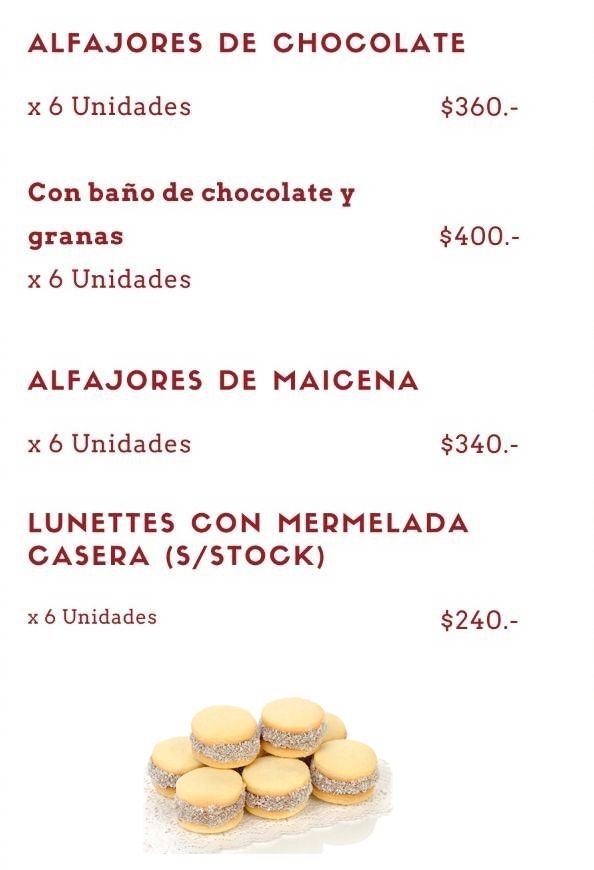 ALFAJORES DE CHOCOLATE
x 6 Unidades $360.-
Con baño de chocolate y
granas $400.-
x 6 Unidades
ALFAJORES DE MAICENA
x 6 Unidades $340.-
LUNETTES CON MERMELADA
CASERA (S/STOCK)
x 6 Unidades $240.-